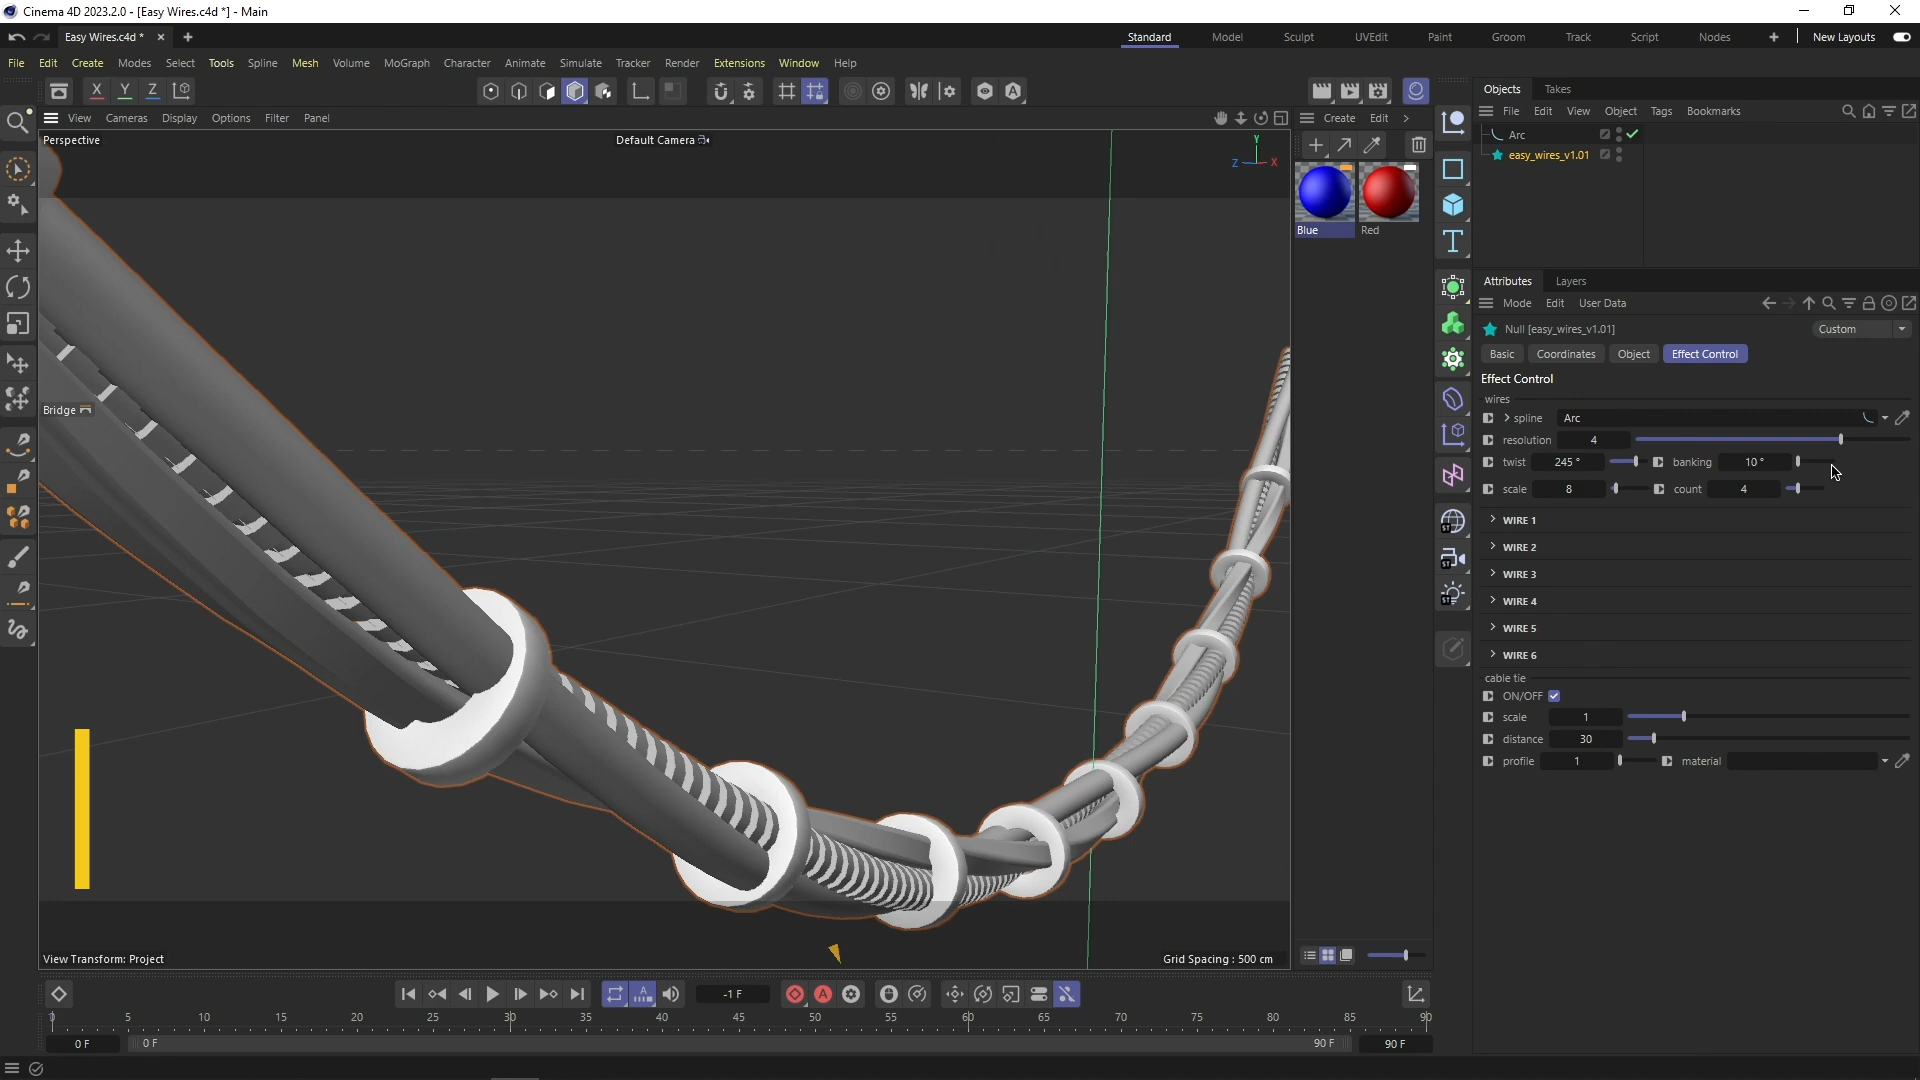 Cinema 4D 2023.2.0 - [Easy Wires.c4d *] - Main
Easy Wires.c4d * × +
Standard Model Sculpt UVEdit Paint Groom Track Script Nodes + New Layouts
File Edit Create Modes Select Tools Spline Mesh Volume MoGraph Character Animate Simulate Tracker Render Extensions Window Help
X Y Z
Objects Takes
View Cameras Display Options Filter Panel
Create Edit >
File Edit View Object Tags Bookmarks
Perspective
Default Camera
Y
Z X
Arc
easy_wires_v1.01
Blue Red
Attributes Layers
Mode Edit User Data
Null [easy_wires_v1.01]
Custom
Basic Coordinates Object Effect Control
Effect Control
wires
spline Arc
Bridge
resolution 4
twist 245 ° banking 10 °
scale 8 count 4
WIRE 1
WIRE 2
WIRE 3
WIRE 4
WIRE 5
WIRE 6
cable tie
ON/OFF
scale 1
distance 30
profile 1 material
View Transform: Project
Grid Spacing : 500 cm
-1 F
0 5 10 15 20 25 30 35 40 45 50 55 60 65 70 75 80 85 90
0 F 0 F 90 F 90 F